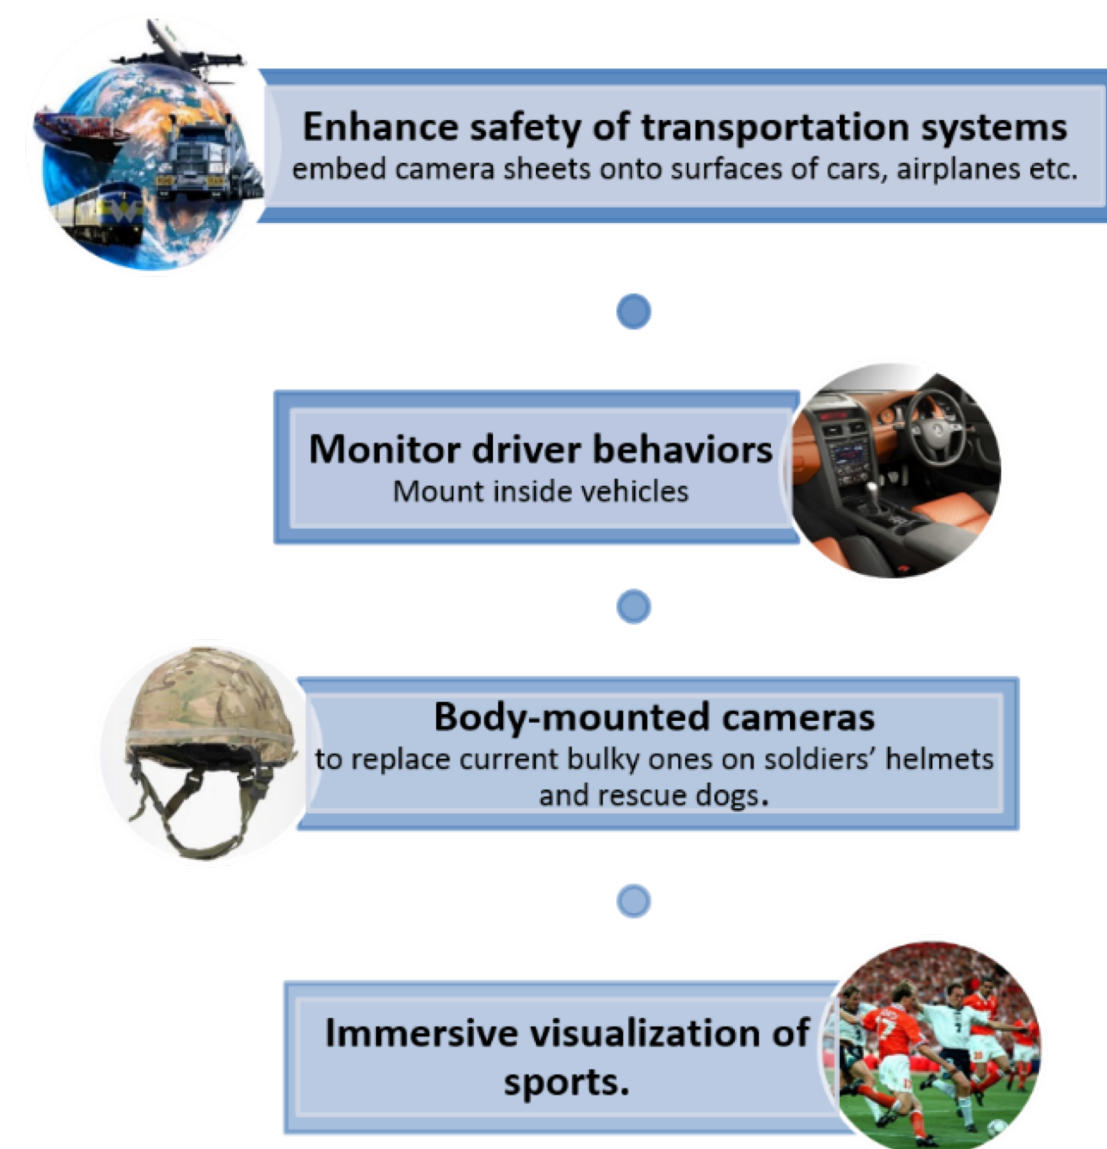 Enhance safety of transportation systems
embed camera sheets onto surfaces of cars, airplanes etc.
Monitor driver behaviors
Mount inside vehicles
Body-mounted cameras
to replace current bulky ones on soldiers’ helmets
and rescue dogs.
Immersive visualization of
sports.
17